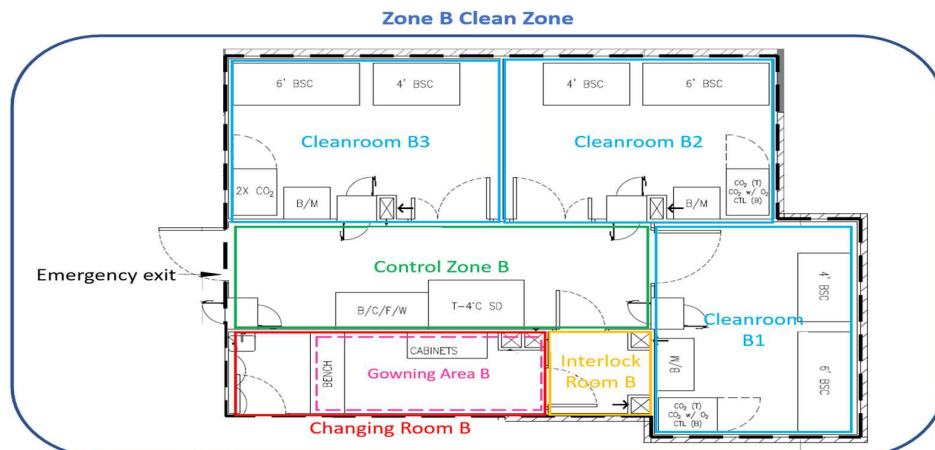 Zone B Clean Zone
6' BSC
4' BSC
4' BSC
6' BSC
Cleanroom B3
Cleanroom B2
2X CO₂
B/M
B/M
CO₂ (T)
CO₂ w/ O₂
CTL (B)
Emergency exit
Control Zone B
B/C/F/W
T-4°C SD
4' BSC
Cleanroom
B1
B/M
6' BSC
CO₂ (T)
CO₂ w/ O₂
CTL (B)
BENCH
CABINETS
Gowning Area B
Interlock
Room B
Changing Room B